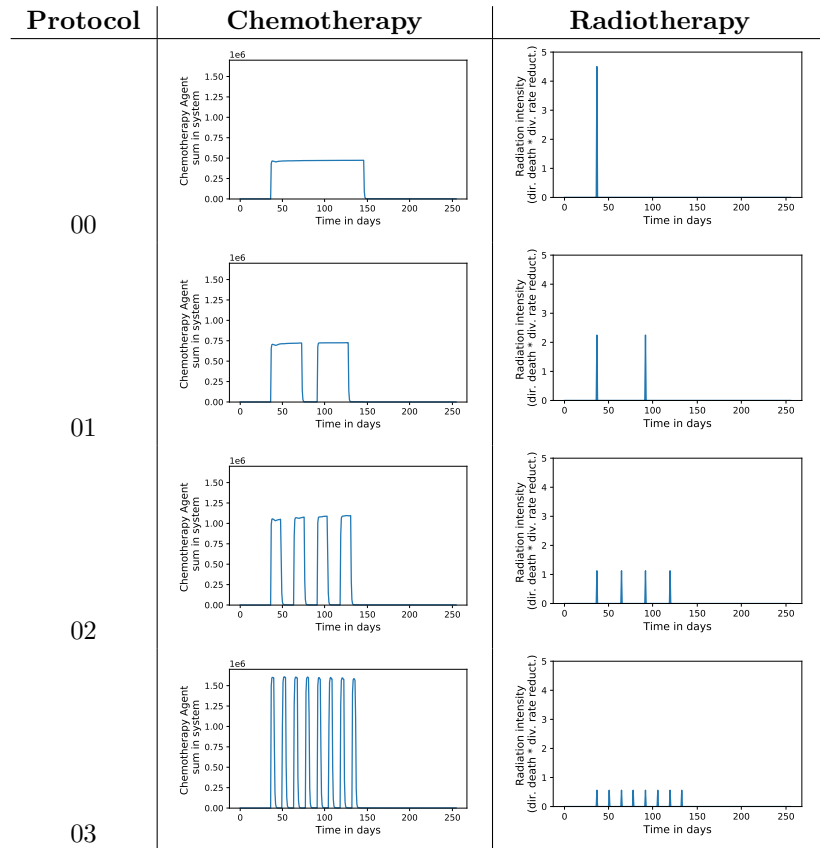 Protocol Chemotherapy Radiotherapy
00
1e6
Chemotherapy Agent
sum in system
1.50
1.25
1.00
0.75
0.50
0.25
0.00
0 50 100 150 200 250
Time in days
Radiation intensity
(dir. death * div. rate reduct.)
5
4
3
2
1
0
0 50 100 150 200 250
Time in days
01
1e6
Chemotherapy Agent
sum in system
1.50
1.25
1.00
0.75
0.50
0.25
0.00
0 50 100 150 200 250
Time in days
Radiation intensity
(dir. death * div. rate reduct.)
5
4
3
2
1
0
0 50 100 150 200 250
Time in days
02
1e6
Chemotherapy Agent
sum in system
1.50
1.25
1.00
0.75
0.50
0.25
0.00
0 50 100 150 200 250
Time in days
Radiation intensity
(dir. death * div. rate reduct.)
5
4
3
2
1
0
0 50 100 150 200 250
Time in days
03
1e6
Chemotherapy Agent
sum in system
1.50
1.25
1.00
0.75
0.50
0.25
0.00
0 50 100 150 200 250
Time in days
Radiation intensity
(dir. death * div. rate reduct.)
5
4
3
2
1
0
0 50 100 150 200 250
Time in days